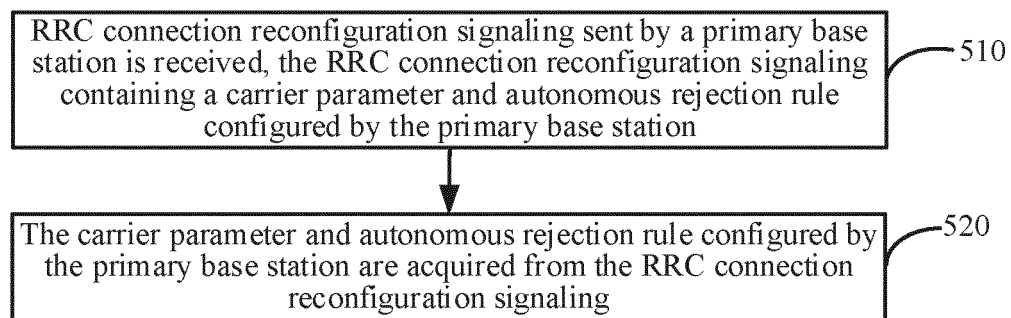 RRC connection reconfiguration signaling sent by a primary base
station is received, the RRC connection reconfiguration signaling
containing a carrier parameter and autonomous rejection rule
configured by the primary base station
510
The carrier parameter and autonomous rejection rule configured by
the primary base station are acquired from the RRC connection
reconfiguration signaling
520